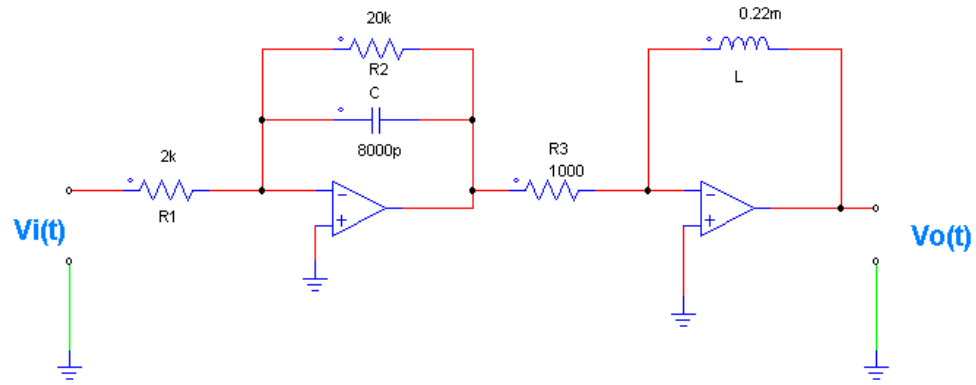 20k
R2
C
8000p
2k
R1
−
+
R3
1000
0.22m
L
−
+
Vi(t)
Vo(t)